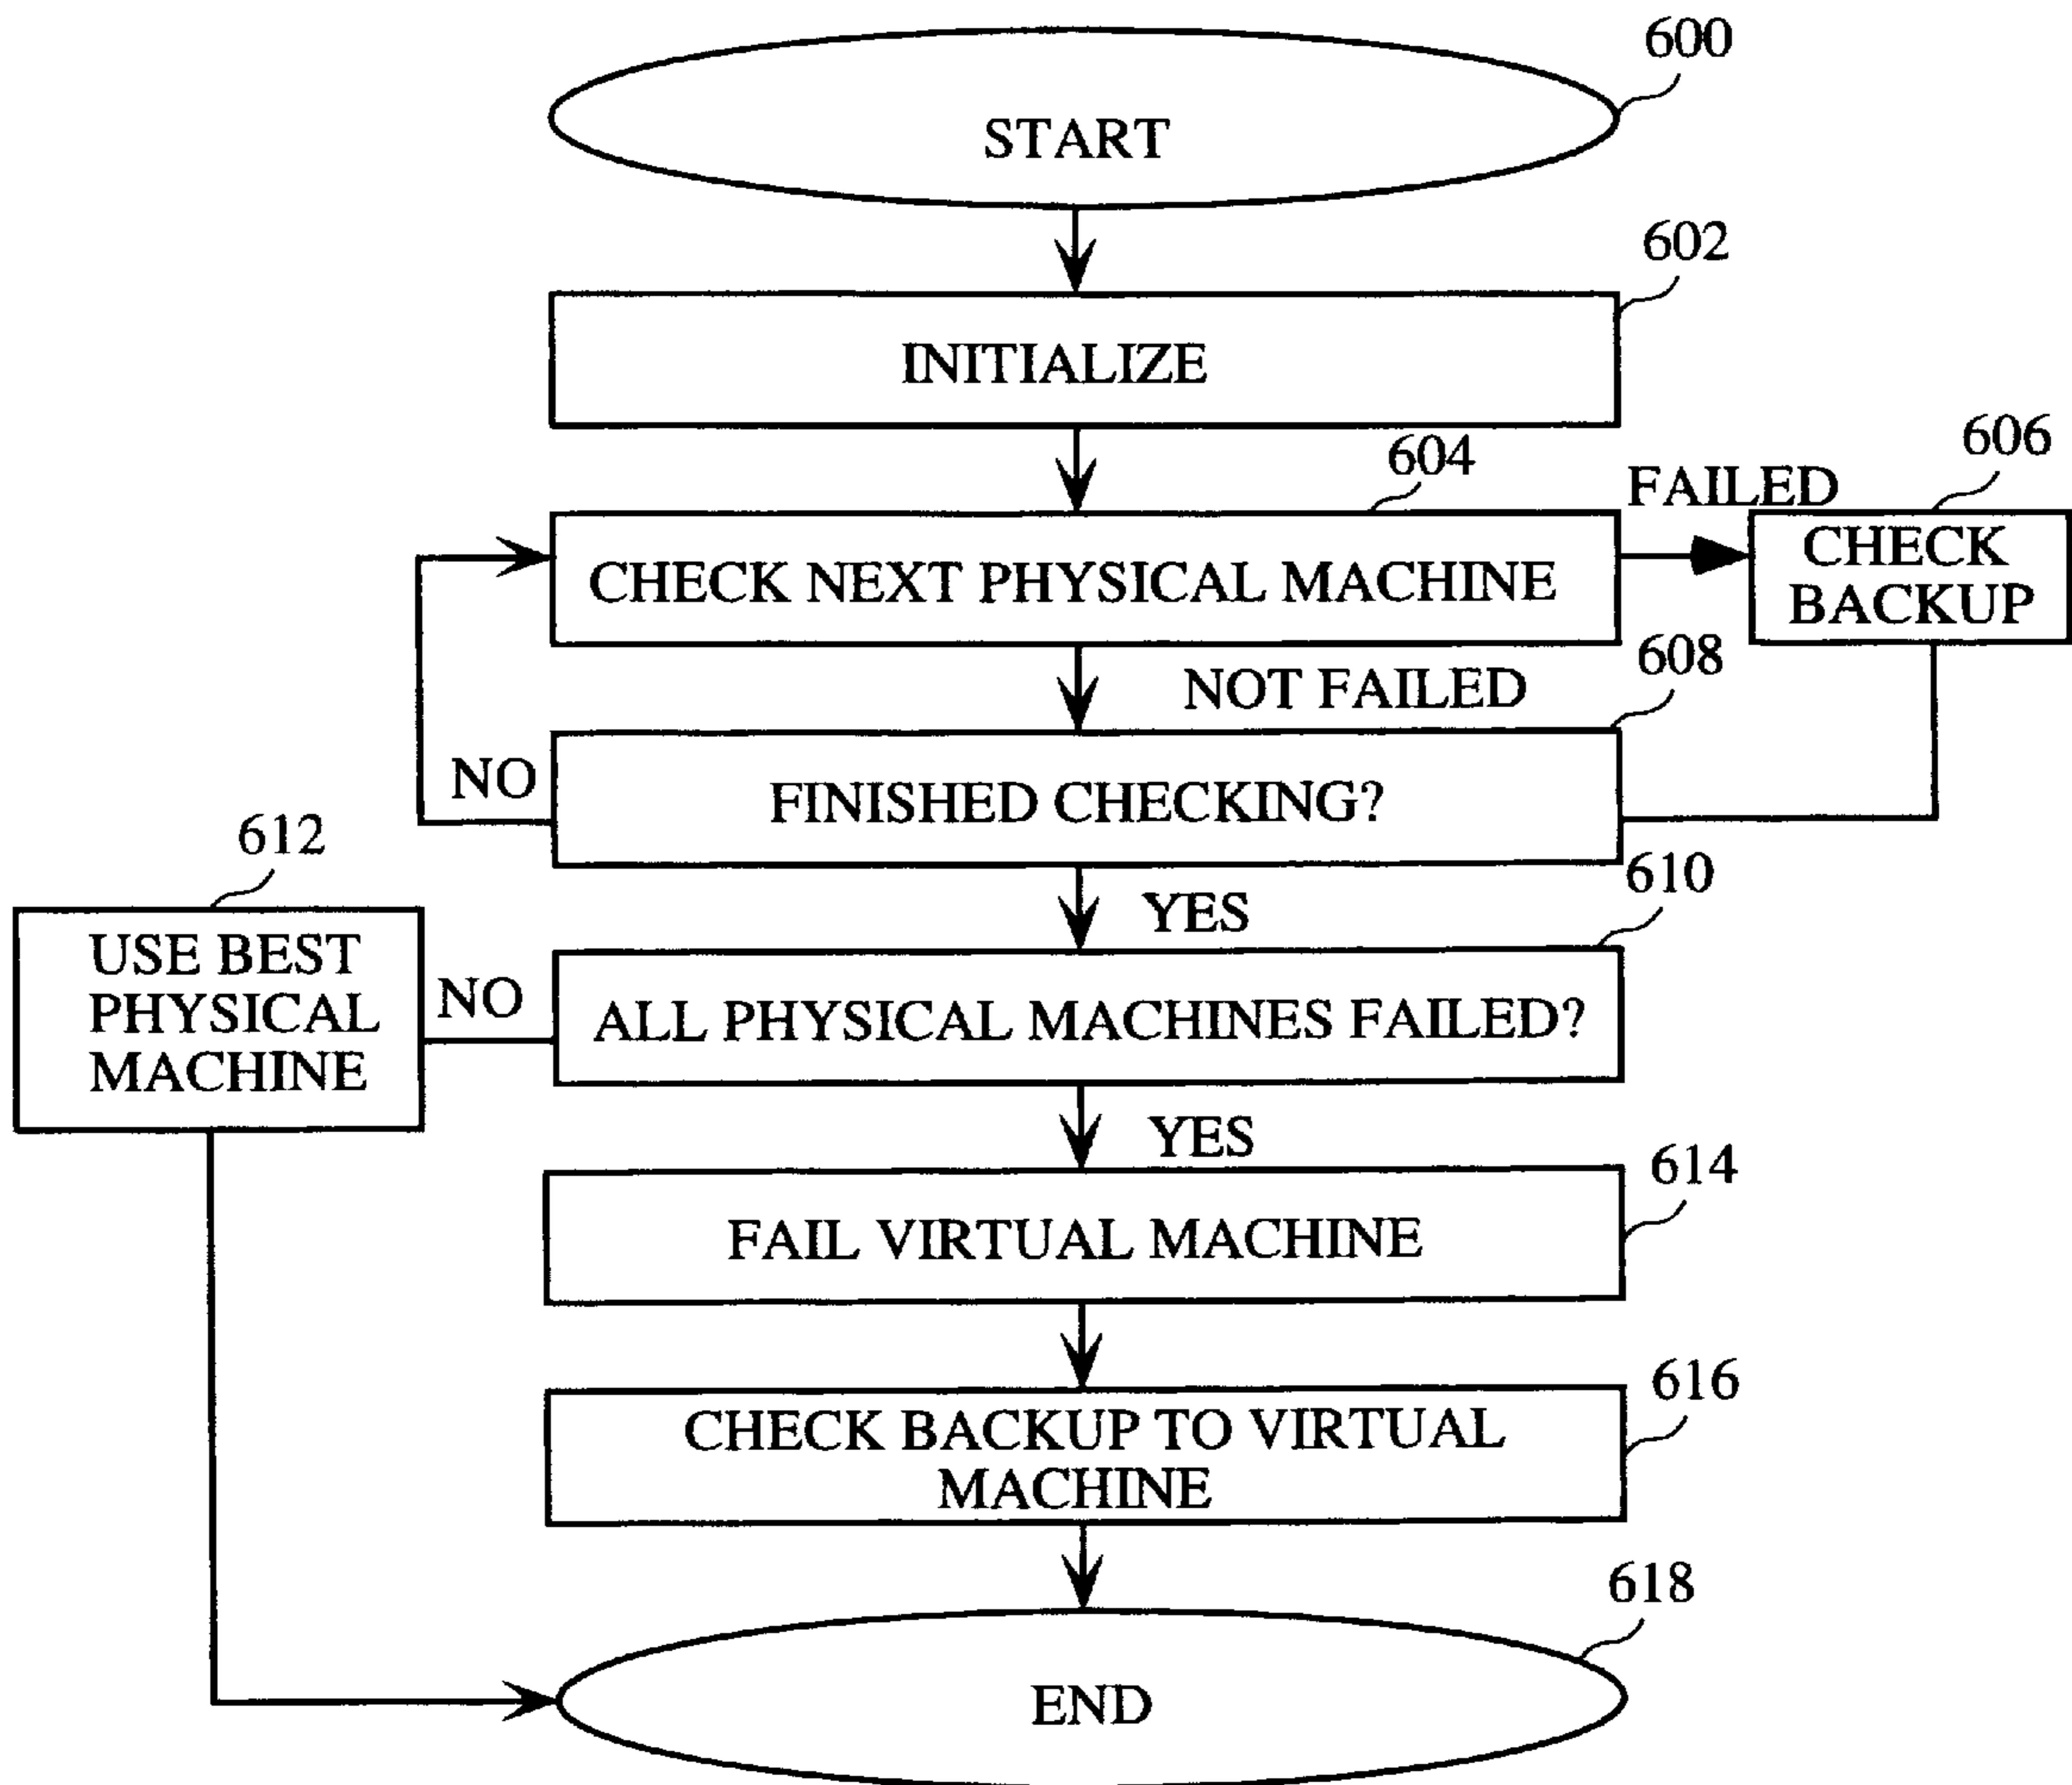 600
START
602
INITIALIZE
604
FAILED
606
CHECK NEXT PHYSICAL MACHINE
CHECK
BACKUP
608
NOT FAILED
NO
FINISHED CHECKING?
612
610
YES
USE BEST
PHYSICAL
MACHINE
NO
ALL PHYSICAL MACHINES FAILED?
YES
614
FAIL VIRTUAL MACHINE
616
CHECK BACKUP TO VIRTUAL
MACHINE
618
END